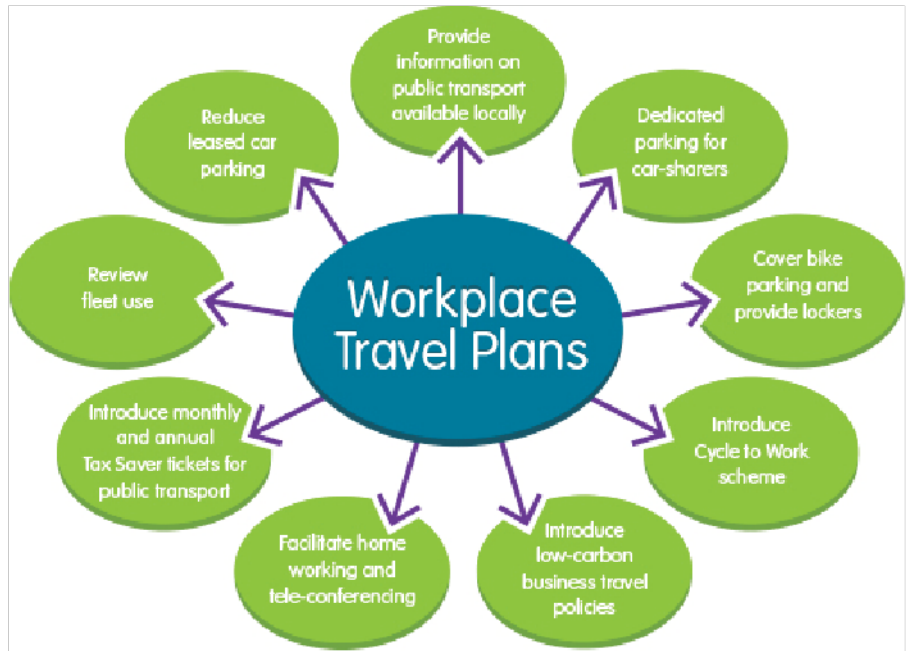 Provide
information on
public transport
available locally
Dedicated
parking for
car-sharers
Cover bike
parking and
provide lockers
Introduce
Cycle to Work
scheme
Introduce
low-carbon
business travel
policies
Facilitate home
working and
tele-conferencing
Introduce monthly
and annual
Tax Saver tickets for
public transport
Review
fleet use
Reduce
leased car
parking
Workplace
Travel Plans